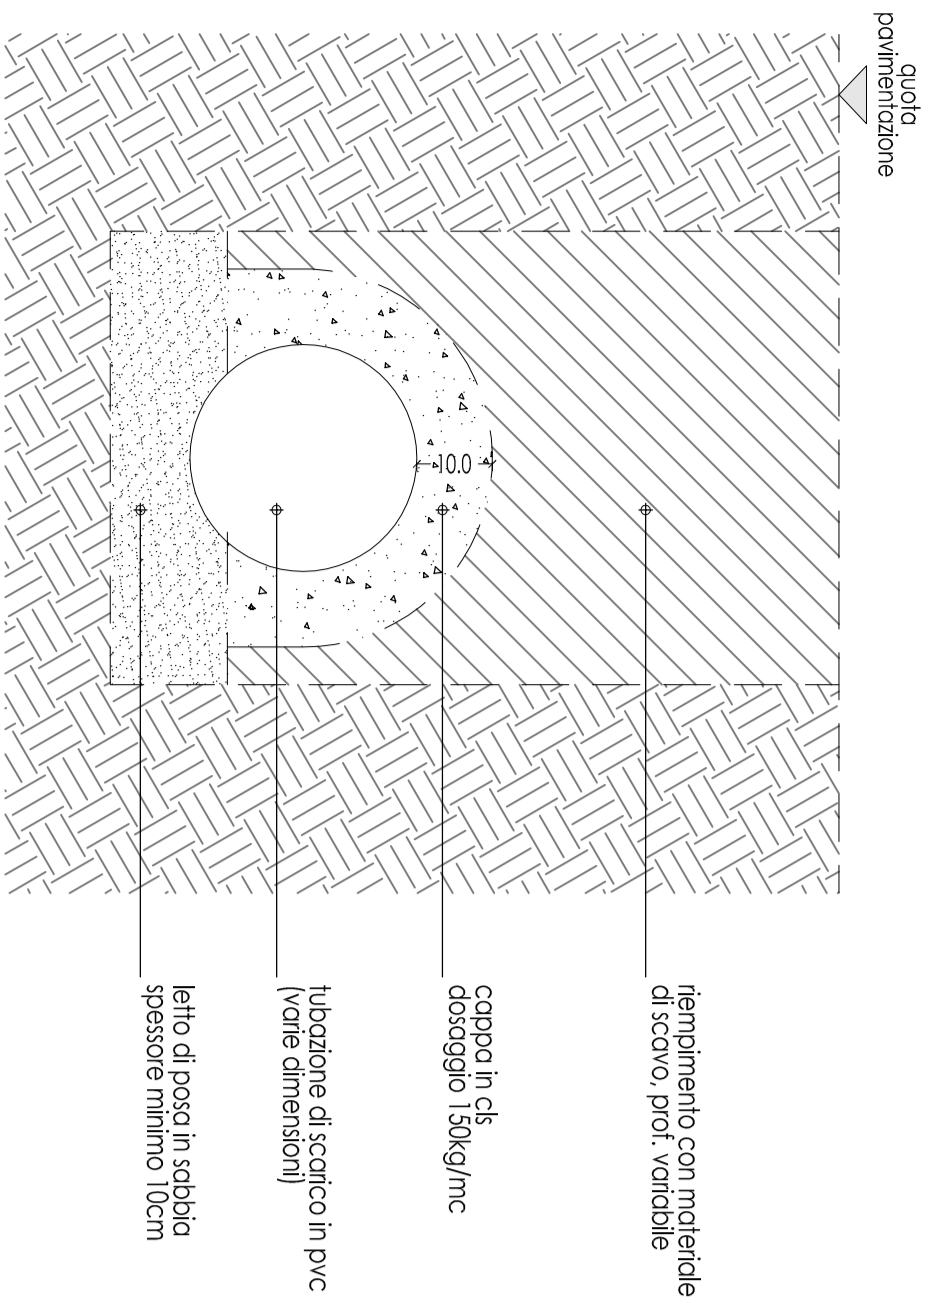 quota
pavimentazione
10.0
riempimento con materiale
di scavo, prof. variabile
cappa in cls
dosaggio 150kg/mc
tubazione di scarico in pvc
(varie dimensioni)
letto di posa in sabbia
spessore minimo 10cm